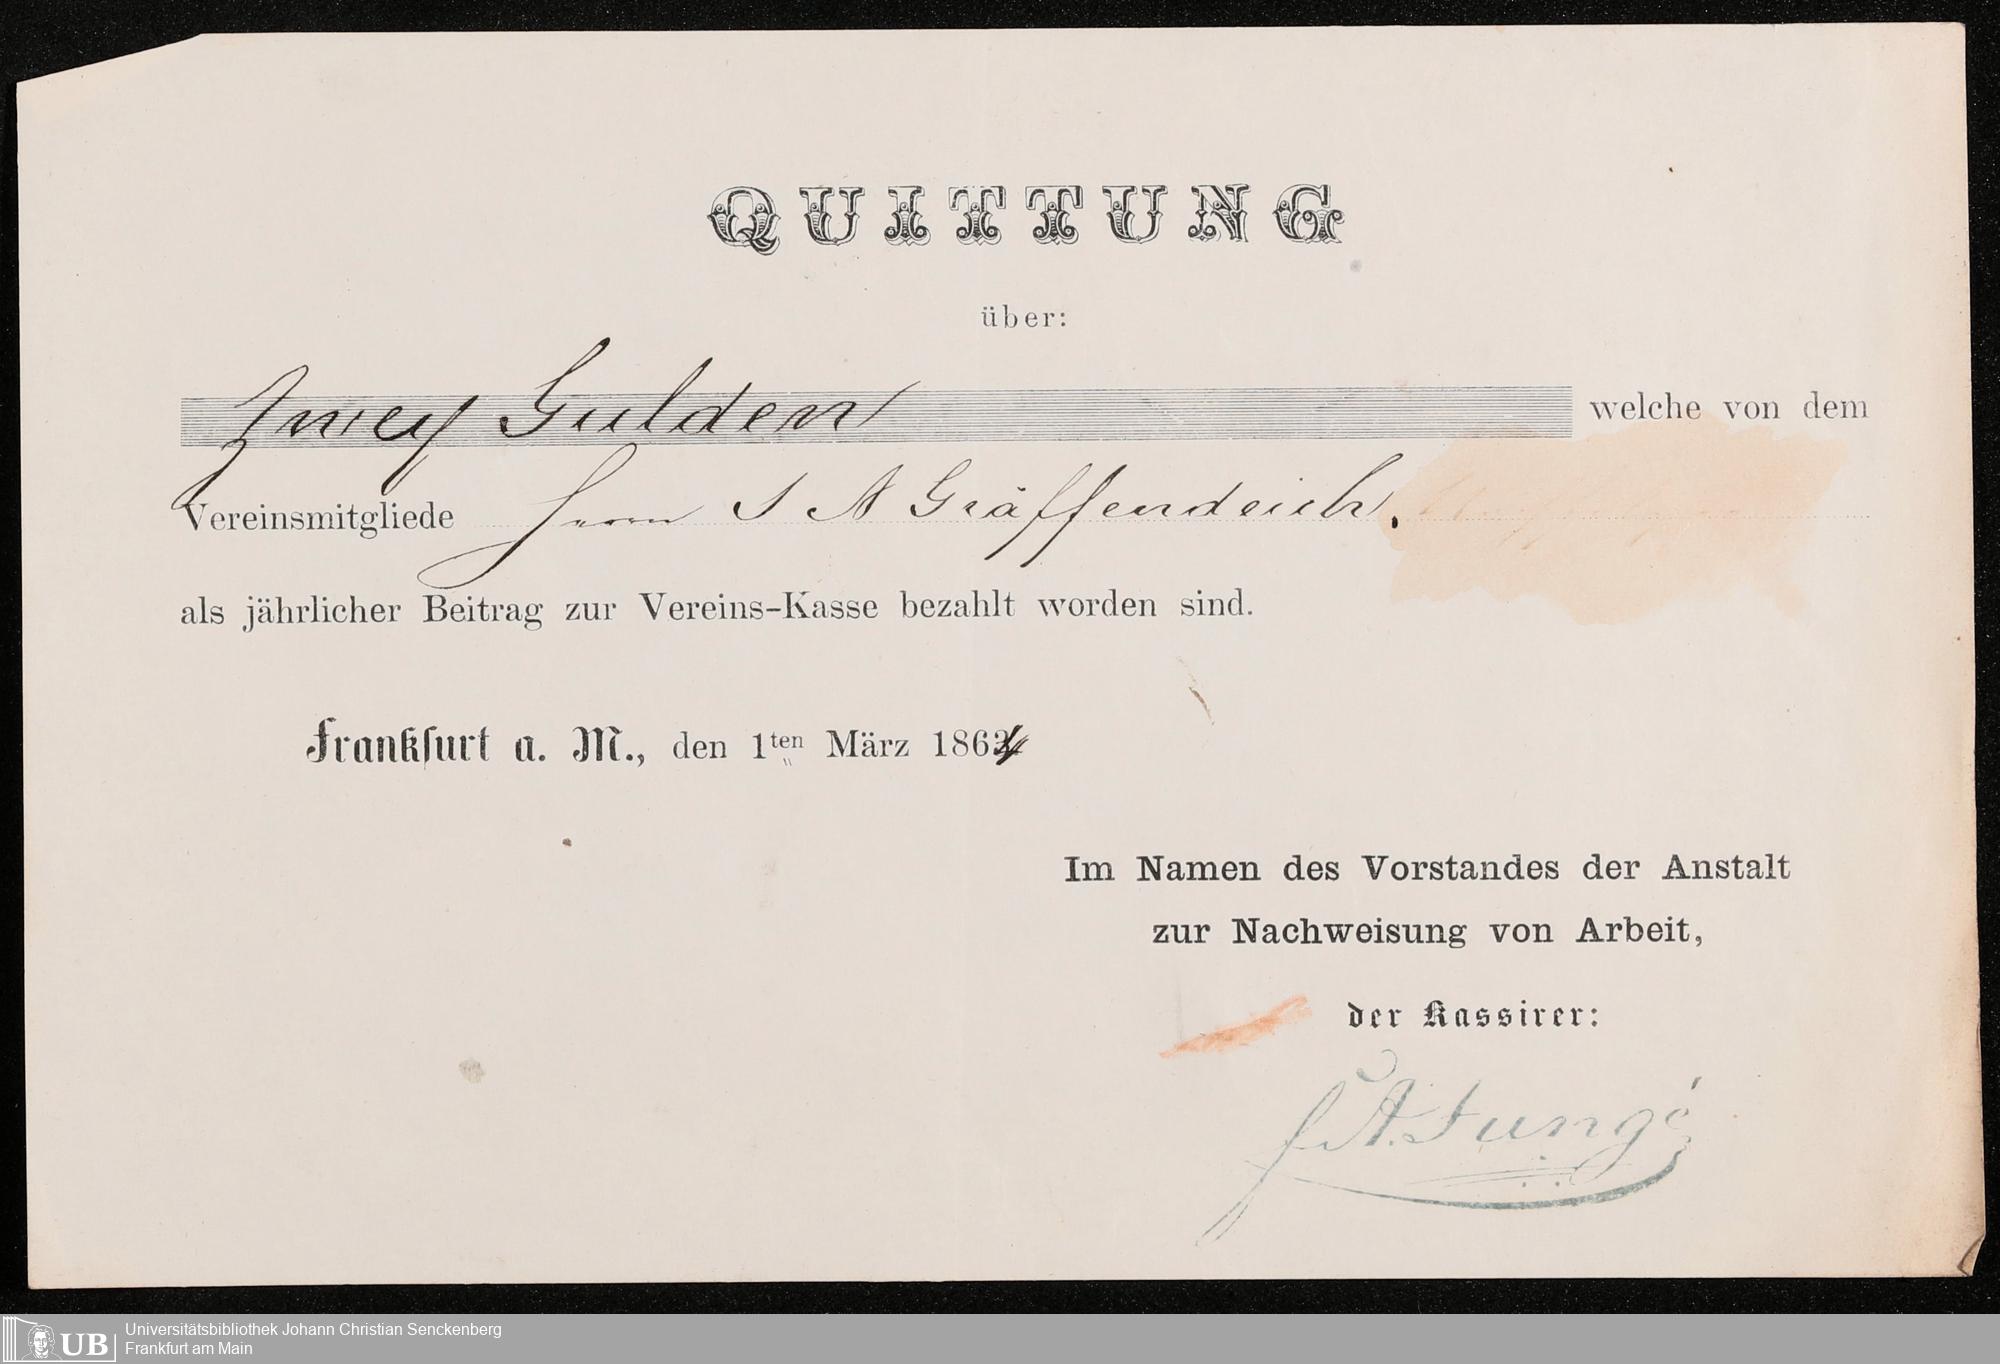 QUITTUNG
über:
Zwey Gulden welche von dem
Vereinsmitgliede Herrn J A Gräffendeich.
als jährlicher Beitrag zur Vereins-Kasse bezahlt worden sind.
Frankfurt a. M., den 1ten März 1864
Im Namen des Vorstandes der Anstalt
zur Nachweisung von Arbeit,
der Kassirer:
A. Jungé
UB Universitätsbibliothek Johann Christian Senckenberg
Frankfurt am Main